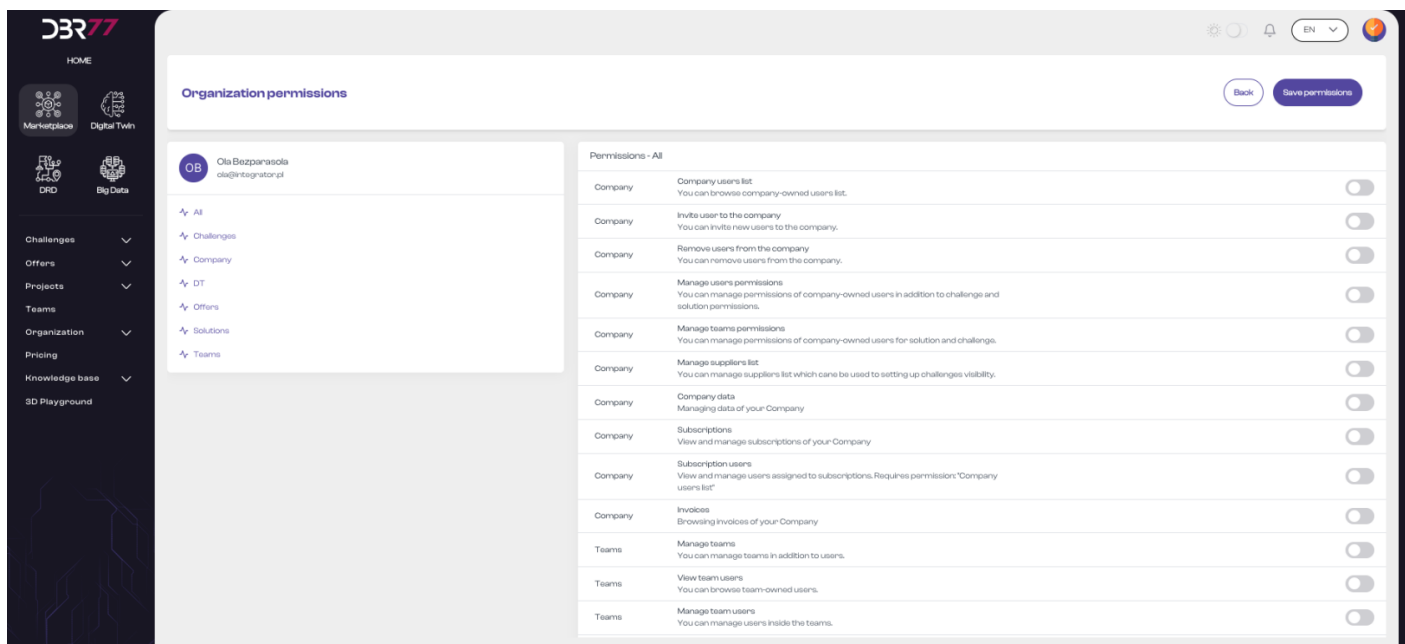 DBR77
EN
HOME
Marketplace
Digital Twin
DRD
Big Data
Challenges
Offers
Projects
Teams
Organization
Pricing
Knowledge base
3D Playground
Organization permissions
Back
Save permissions
OB
Ola Bezparasola
ola@integrator.pl
All
Challenges
Company
DT
Offers
Solutions
Teams
Permissions - All
Company
Company users list
You can browse company-owned users list.
Company
Invite user to the company
You can invite new users to the company.
Company
Remove users from the company
You can remove users from the company.
Company
Manage users permissions
You can manage permissions of company-owned users in addition to challenge and
solution permissions.
Company
Manage teams permissions
You can manage permissions of company-owned users for solution and challenge.
Company
Manage suppliers list
You can manage suppliers list which cane be used to setting up challenges visibility.
Company
Company data
Managing data of your Company
Company
Subscriptions
View and manage subscriptions of your Company
Company
Subscription users
View and manage users assigned to subscriptions. Requires permission: "Company
users list"
Company
Invoices
Browsing invoices of your Company
Teams
Manage teams
You can manage teams in addition to users.
Teams
View team users
You can browse team-owned users.
Teams
Manage team users
You can manage users inside the teams.